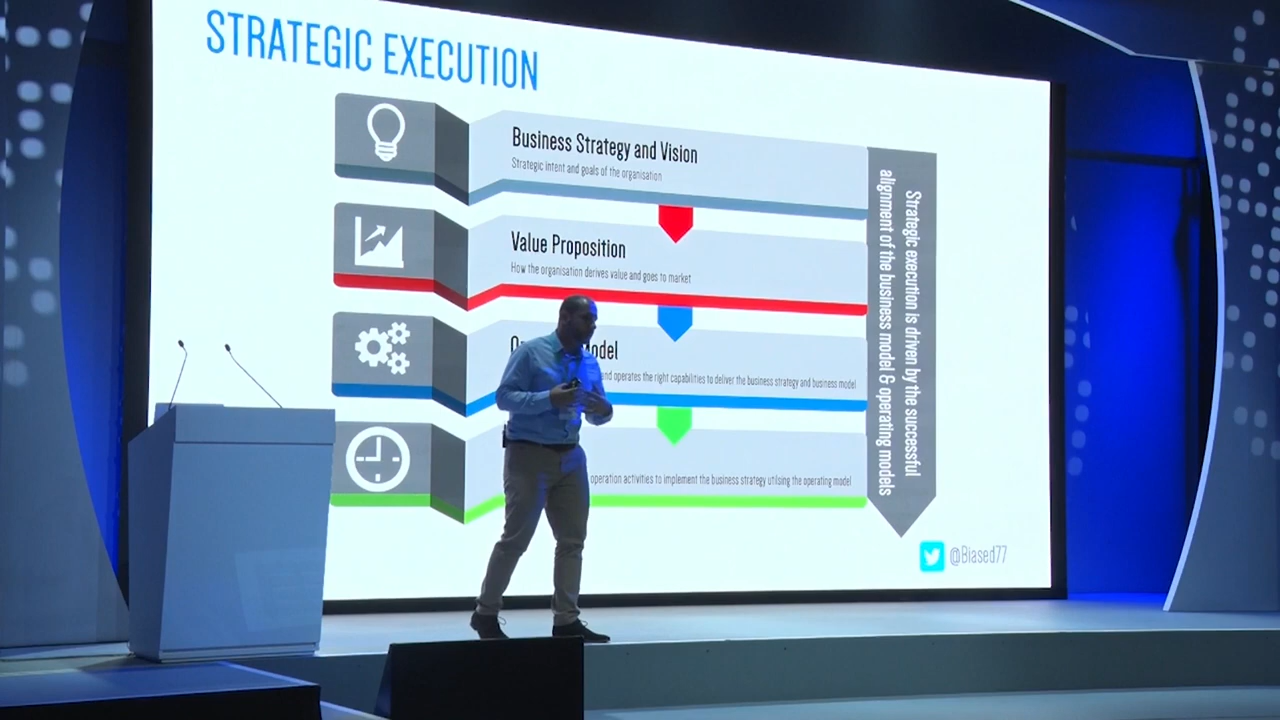 STRATEGIC EXECUTION
Business Strategy and Vision
Strategic intent and goals of the organisation
Value Proposition
How the organisation derives value and goes to market
Model
and operates the right capabilities to deliver the business strategy and business model
operation activities to implement the business strategy utilsing the operating model
Strategic execution is driven by the successful
alignment of the business model & operating models
@Biased77